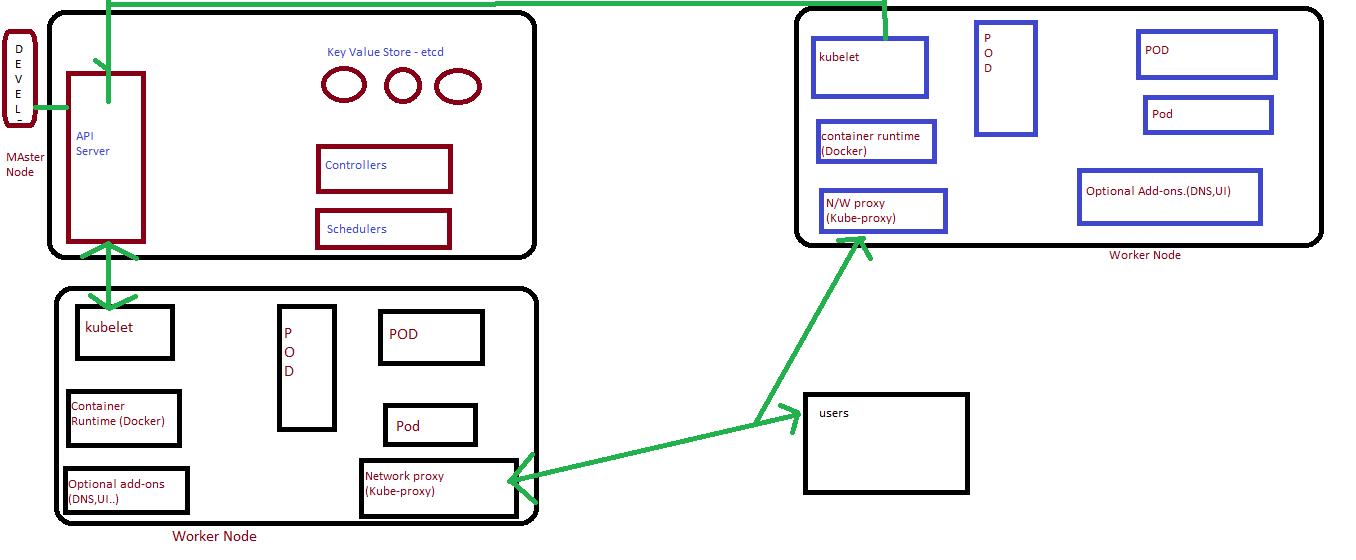 D
E
V
E
L
MAster
Node
Key Value Store - etcd
API
Server
Controllers
Schedulers
kubelet
container runtime
(Docker)
N/W proxy
(Kube-proxy)
P
O
D
POD
Pod
Optional Add-ons.(DNS,UI)
Worker Node
kubelet
Container
Runtime (Docker)
Optional add-ons
(DNS,UI..)
P
O
D
POD
Pod
Network proxy
(Kube-proxy)
Worker Node
users